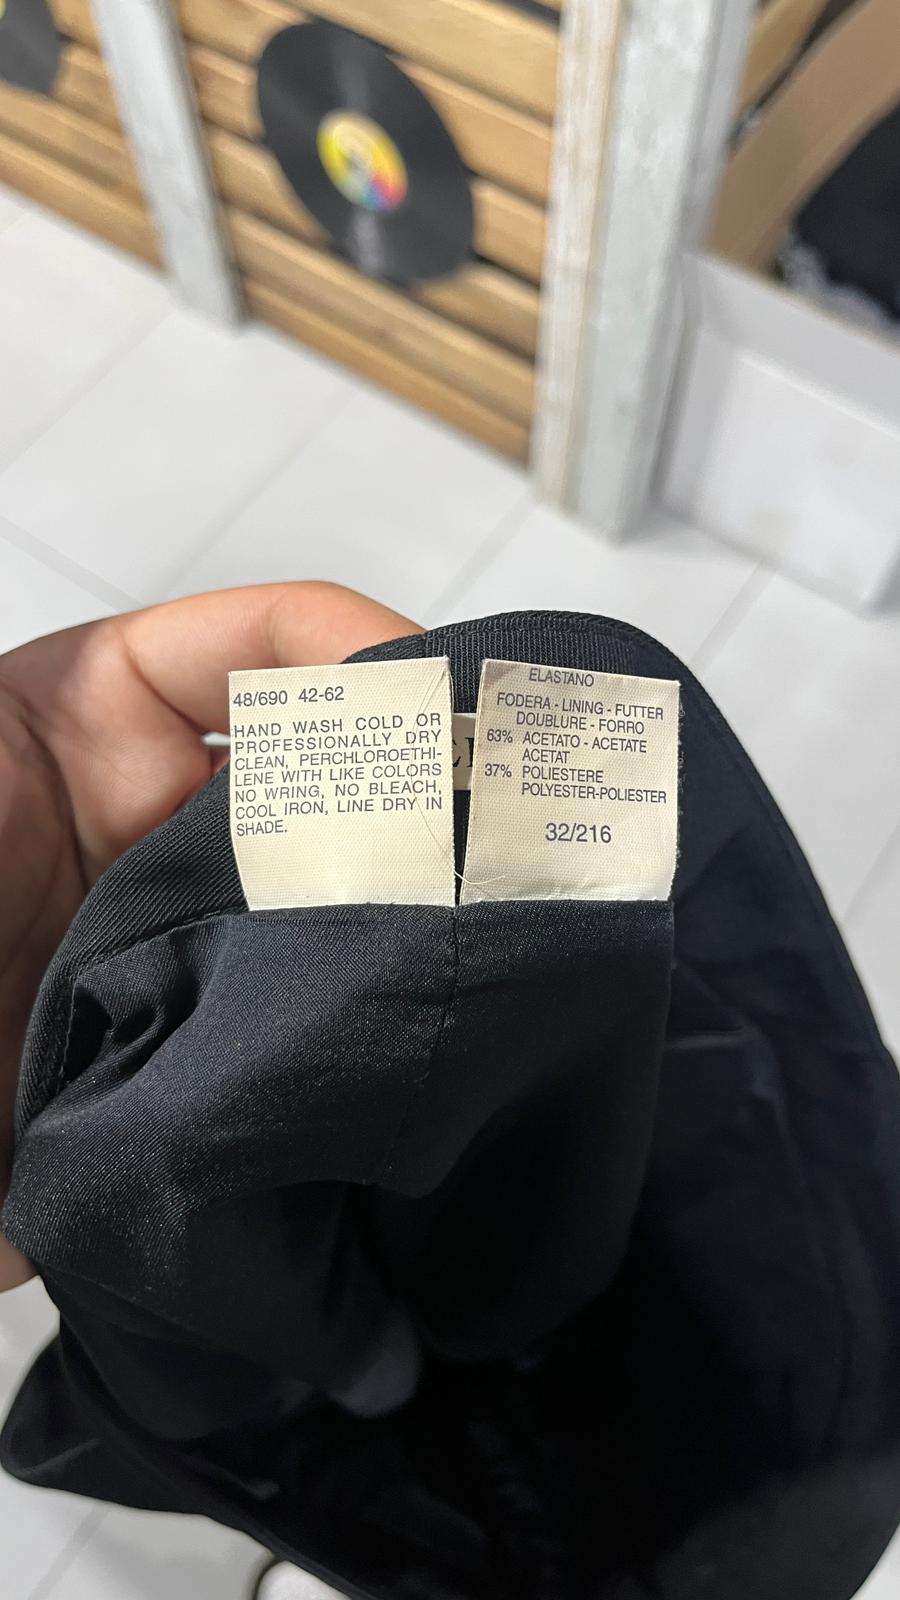 48/690 42-62
HAND WASH COLD OR
PROFESSIONALLY DRY
CLEAN, PERCHLOROETHI-
LENE WITH LIKE COLORS
NO WRING, NO BLEACH,
COOL IRON, LINE DRY IN
SHADE.
ELASTANO
FODERA - LINING - FUTTER
DOUBLURE - FORRO
63% ACETATO - ACETATE
ACETAT
37% POLIESTERE
POLYESTER-POLIESTER
32/216